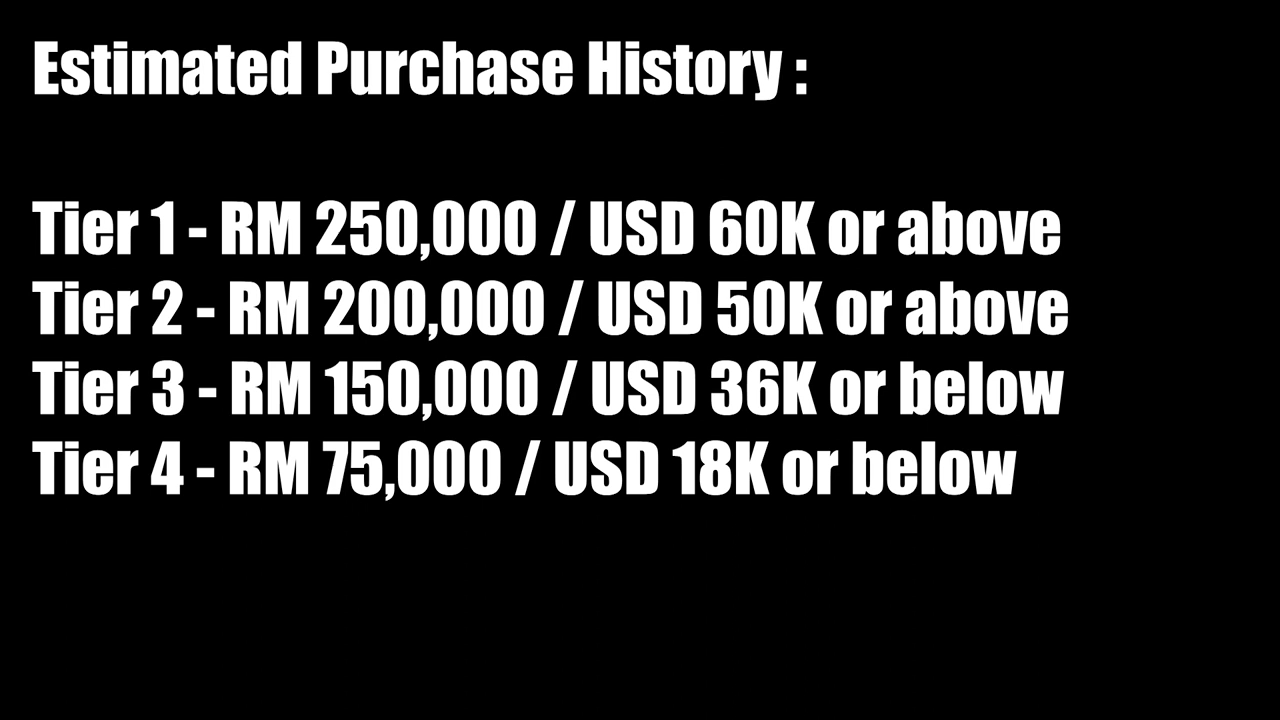 Estimated Purchase History :
Tier 1 - RM 250,000 / USD 60K or above
Tier 2 - RM 200,000 / USD 50K or above
Tier 3 - RM 150,000 / USD 36K or below
Tier 4 - RM 75,000 / USD 18K or below